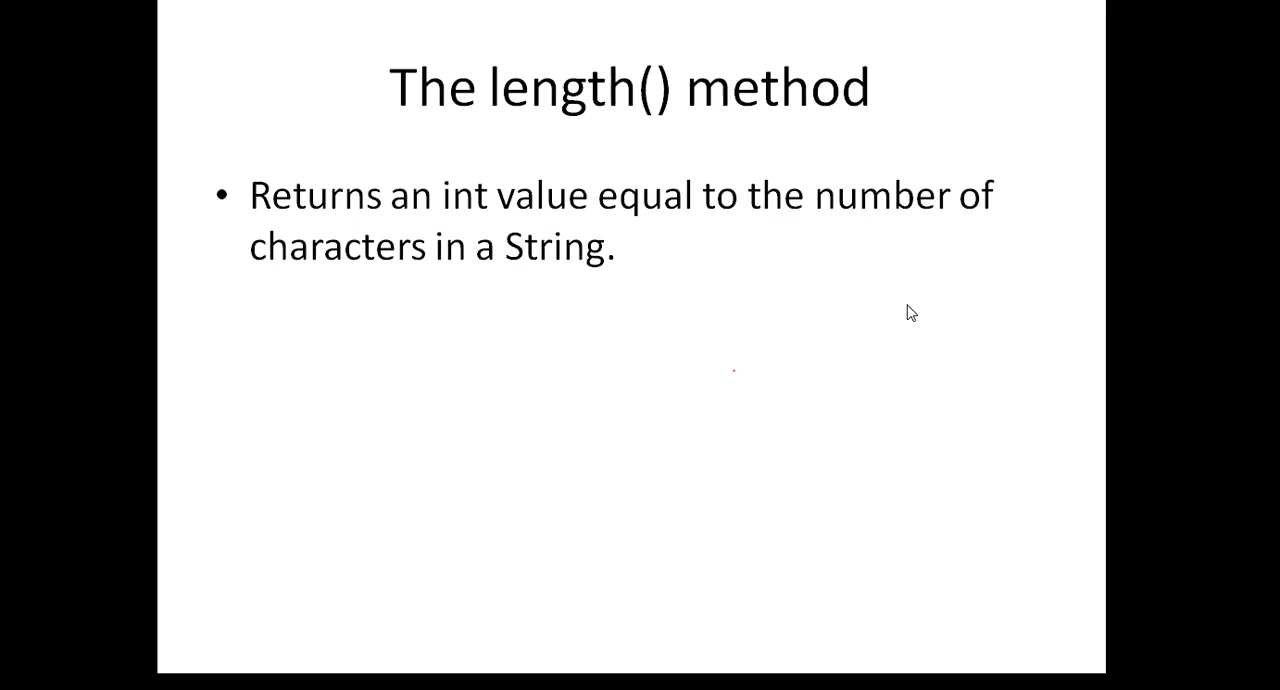 The length() method
• Returns an int value equal to the number of
characters in a String.